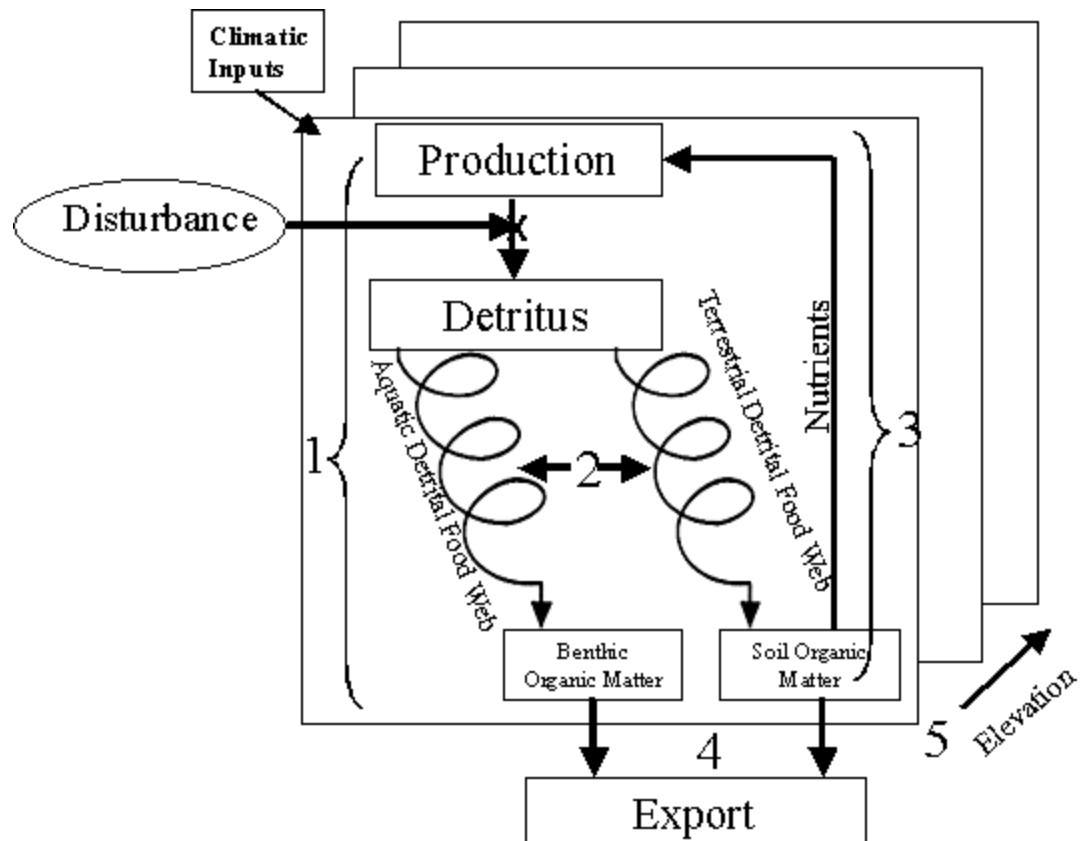 Climatic
Inputs
Production
Disturbance
Detritus
Aquatic Detrital Food Web
Terrestrial Detrital Food Web
Nutrients
1
2
3
Benthic
Organic Matter
Soil Organic
Matter
4
5
Elevation
Export